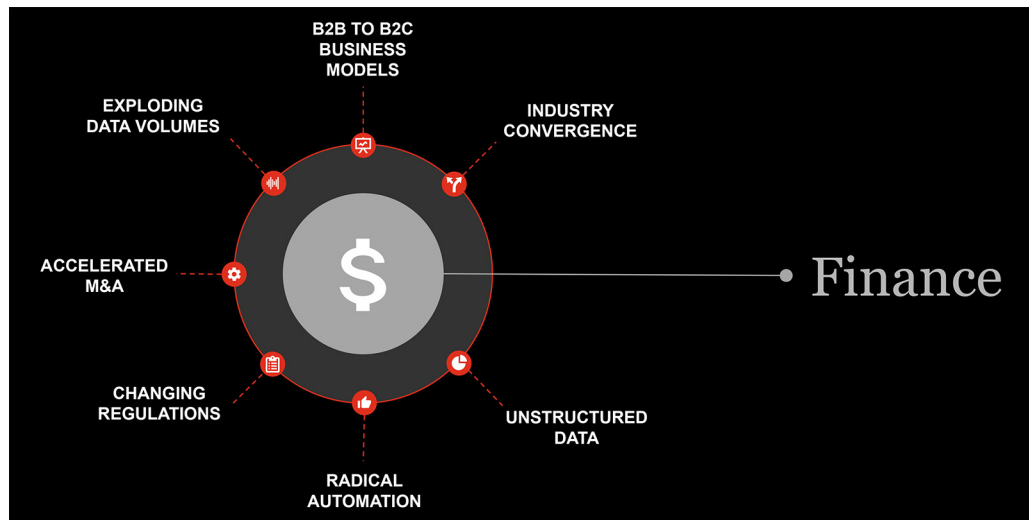 B2B TO B2C
BUSINESS
MODELS
EXPLODING
DATA VOLUMES
INDUSTRY
CONVERGENCE
ACCELERATED
M&A
$
Finance
CHANGING
REGULATIONS
UNSTRUCTURED
DATA
RADICAL
AUTOMATION